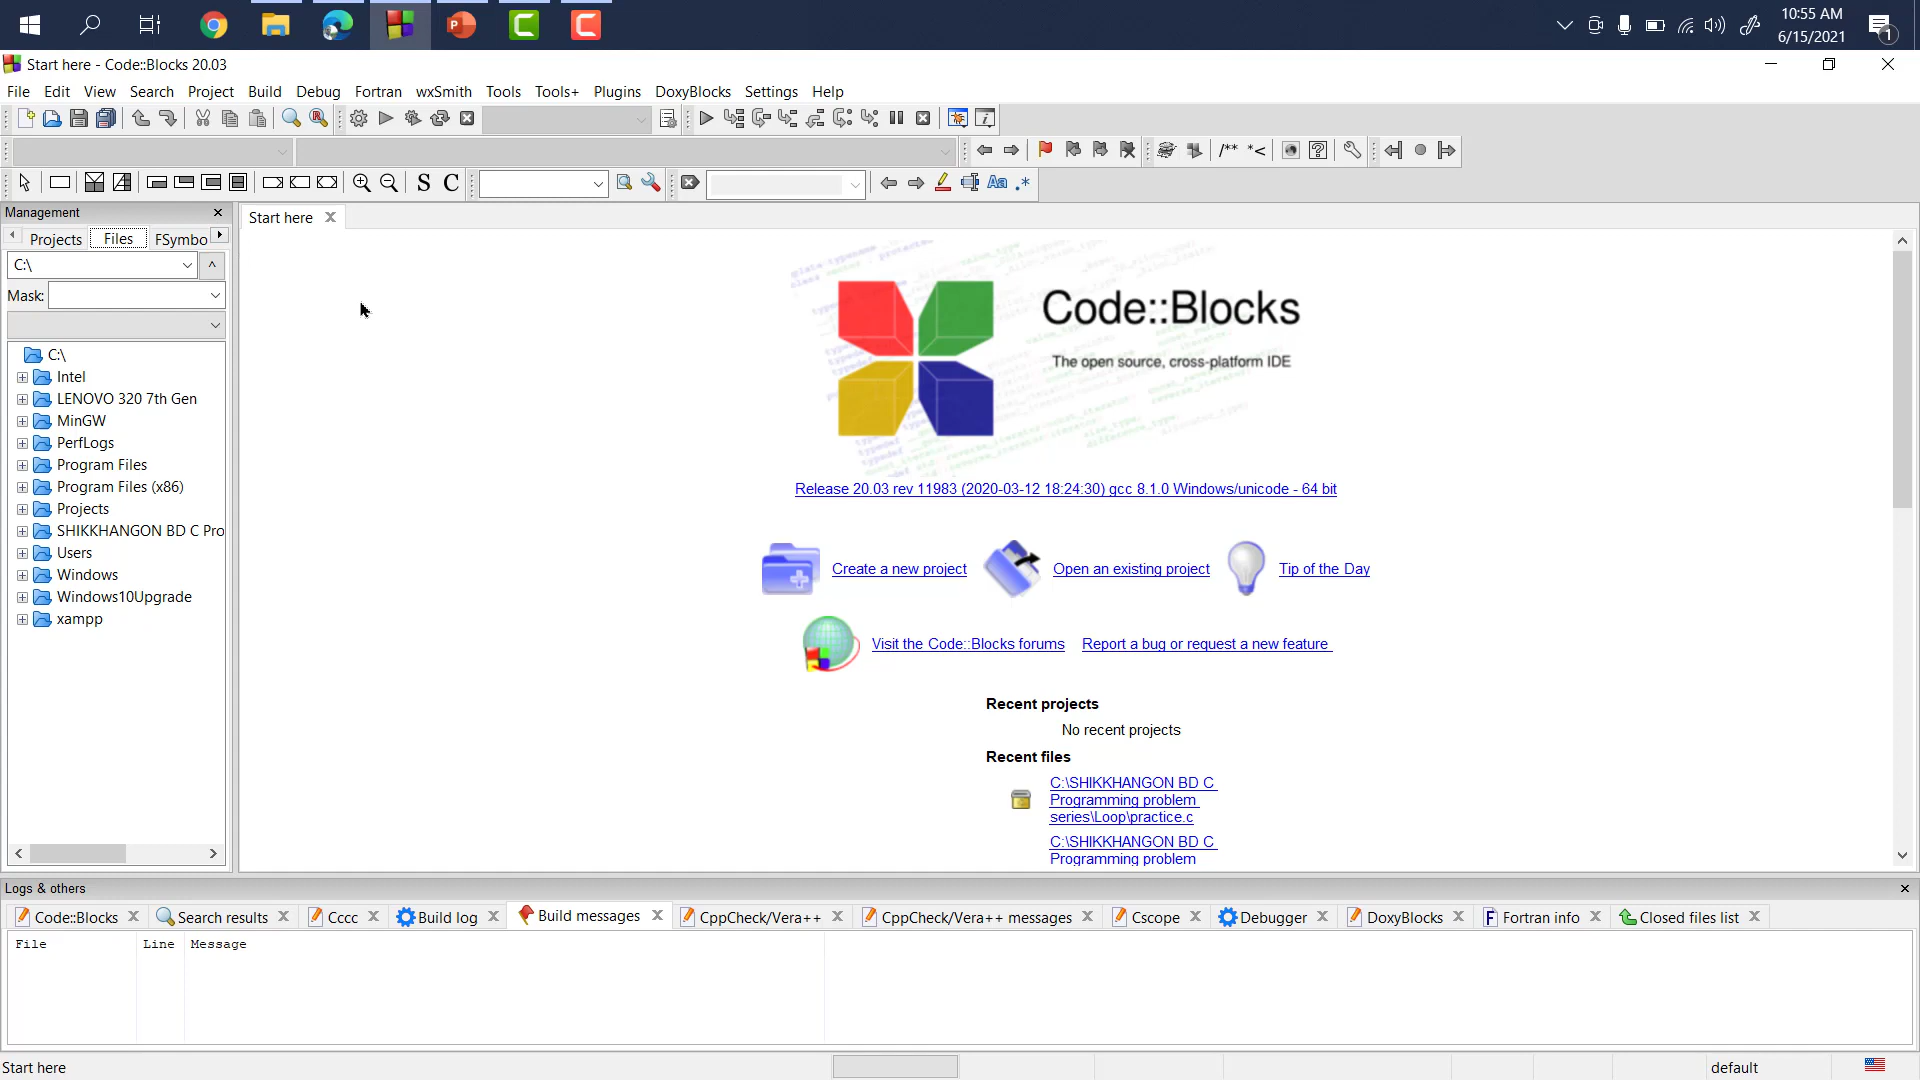 10:55 AM
6/15/2021
1
Start here - Code::Blocks 20.03
File Edit View Search Project Build Debug Fortran wxSmith Tools Tools+ Plugins DoxyBlocks Settings Help
/** *<
S C
Aa .*
Management
Projects Files FSymbo
C:\
Mask:
C:\
Intel
LENOVO 320 7th Gen
MinGW
PerfLogs
Program Files
Program Files (x86)
Projects
SHIKKHANGON BD C Pro
Users
Windows
Windows10Upgrade
xampp
Start here
Code::Blocks
The open source, cross-platform IDE
Release 20.03 rev 11983 (2020-03-12 18:24:30) gcc 8.1.0 Windows/unicode - 64 bit
Create a new project Open an existing project Tip of the Day
Visit the Code::Blocks forums Report a bug or request a new feature
Recent projects
No recent projects
Recent files
C:\SHIKKHANGON BD C
Programming problem
series\Loop\practice.c
C:\SHIKKHANGON BD C
Programming problem
Logs & others
Code::Blocks Search results Cccc Build log Build messages CppCheck/Vera++ CppCheck/Vera++ messages Cscope Debugger DoxyBlocks Fortran info Closed files list
File Line Message
Start here default